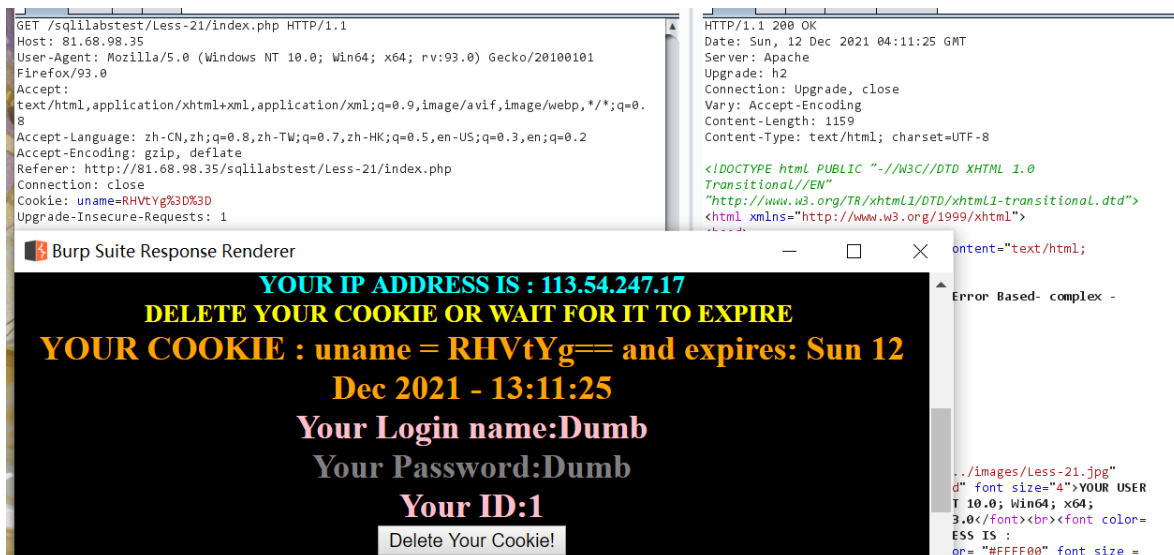 GET /sqlilabstest/Less-21/index.php HTTP/1.1
Host: 81.68.98.35
User-Agent: Mozilla/5.0 (Windows NT 10.0; Win64; x64; rv:93.0) Gecko/20100101
Firefox/93.0
Accept:
text/html,application/xhtml+xml,application/xml;q=0.9,image/avif,image/webp,*/*;q=0.
8
Accept-Language: zh-CN,zh;q=0.8,zh-TW;q=0.7,zh-HK;q=0.5,en-US;q=0.3,en;q=0.2
Accept-Encoding: gzip, deflate
Referer: http://81.68.98.35/sqlilabstest/Less-21/index.php
Connection: close
Cookie: uname=RHVtYg%3D%3D
Upgrade-Insecure-Requests: 1
HTTP/1.1 200 OK
Date: Sun, 12 Dec 2021 04:11:25 GMT
Server: Apache
Upgrade: h2
Connection: Upgrade, close
Vary: Accept-Encoding
Content-Length: 1159
Content-Type: text/html; charset=UTF-8
<!DOCTYPE html PUBLIC "-//W3C//DTD XHTML 1.0
Transitional//EN"
"http://www.w3.org/TR/xhtml1/DTD/xhtml1-transitional.dtd">
<html xmlns="http://www.w3.org/1999/xhtml">
ontent="text/html;
Error Based- complex -
../images/Less-21.jpg"
d" font size="4">YOUR USER
T 10.0; Win64; x64;
3.0</font><br><font color=
ESS IS :
or= "#FFFF00" font size =
Burp Suite Response Renderer
YOUR IP ADDRESS IS : 113.54.247.17
DELETE YOUR COOKIE OR WAIT FOR IT TO EXPIRE
YOUR COOKIE : uname = RHVtYg== and expires: Sun 12
Dec 2021 - 13:11:25
Your Login name:Dumb
Your Password:Dumb
Your ID:1
Delete Your Cookie!